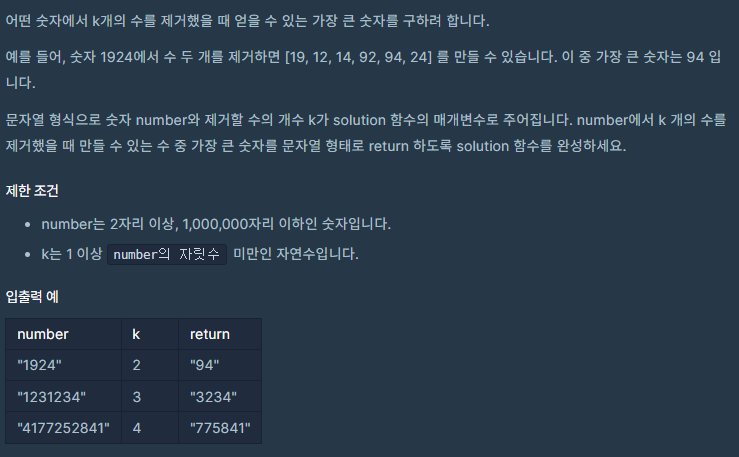 어떤 숫자에서 k개의 수를 제거했을 때 얻을 수 있는 가장 큰 숫자를 구하려 합니다.
예를 들어, 숫자 1924에서 수 두 개를 제거하면 [19, 12, 14, 92, 94, 24] 를 만들 수 있습니다. 이 중 가장 큰 숫자는 94 입
니다.
문자열 형식으로 숫자 number와 제거할 수의 개수 k가 solution 함수의 매개변수로 주어집니다. number에서 k 개의 수를
제거했을 때 만들 수 있는 수 중 가장 큰 숫자를 문자열 형태로 return 하도록 solution 함수를 완성하세요.
제한 조건
• number는 2자리 이상, 1,000,000자리 이하인 숫자입니다.
• k는 1 이상 number의 자릿수 미만인 자연수입니다.
입출력 예
number k return
"1924" 2 "94"
"1231234" 3 "3234"
"4177252841" 4 "775841"